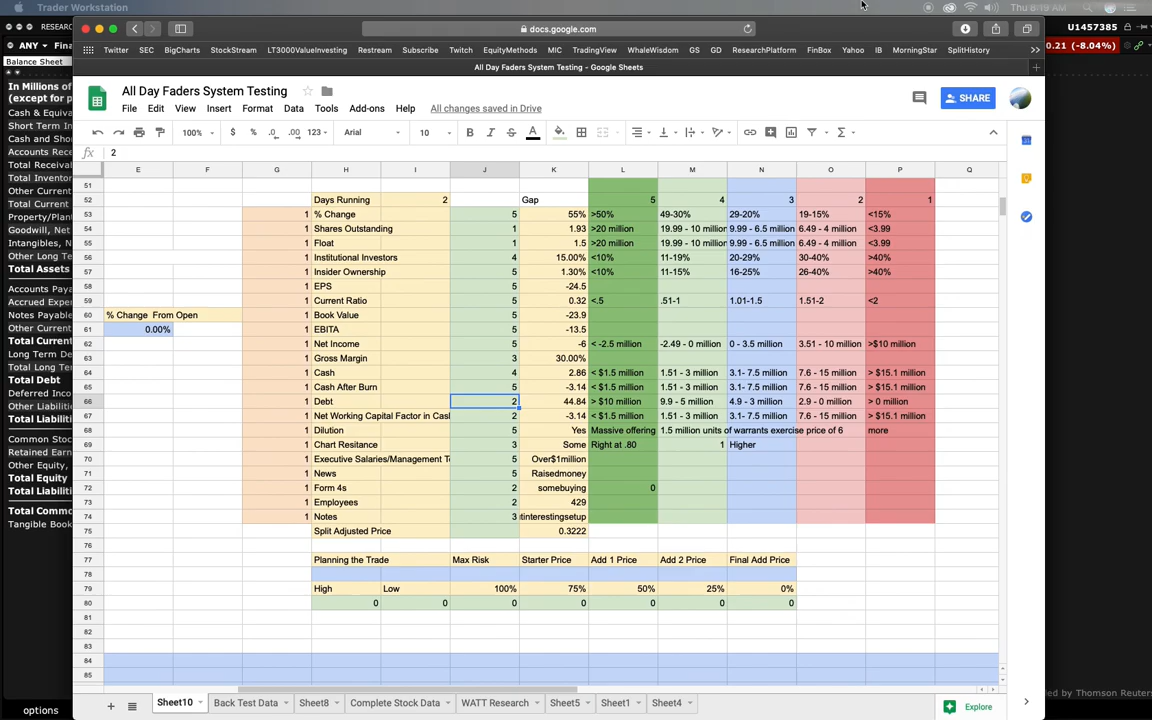 Trader Workstation Thu 8:19 AM
RESEARC docs.google.com U1457385
ANY Fina 0.21 (-8.04%)
Twitter SEC BigCharts StockStream LT3000ValueInvesting Restream Subscribe Twitch EquityMethods MIC TradingView WhaleWisdom GS GD ResearchPlatform FinBox Yahoo IB MorningStar SplitHistory >>
Balance Sheet
All Day Faders System Testing - Google Sheets +
In Millions of
(except for p
Cash & Equiva
Short Term In
Cash and Sho
Accounts Rece
Total Receivab
Total Inventor
Other Current
Total Current
Property/Plant
Goodwill, Net
Intangibles, N
Other Long Te
Total Assets
Accounts Paya
Accrued Expen
Notes Payable
Other Current
Total Current
Long Term De
Total Long Te
Total Debt
Deferred Inco
Other Liabiliti
Total Liabiliti
Common Stoc
Retained Earn
Other Equity,
Total Equity
Total Liabiliti
Total Commo
Tangible Book
options
All Day Faders System Testing
File Edit View Insert Format Data Tools Add-ons Help All changes saved in Drive
SHARE
100% $ % .0 .00 123 Arial 10 B I S A
fx 2
E F G H I J K L M N O P Q
51
52 Days Running 2 Gap 5 4 3 2 1
53 1 % Change 5 55% >50% 49-30% 29-20% 19-15% <15%
54 1 Shares Outstanding 1 1.93 >20 million 19.99 - 10 million 9.99 - 6.5 million 6.49 - 4 million <3.99
55 1 Float 1 1.5 >20 million 19.99 - 10 million 9.99 - 6.5 million 6.49 - 4 million <3.99
56 1 Institutional Investors 4 15.00% <10% 11-19% 20-29% 30-40% >40%
57 1 Insider Ownership 5 1.30% <10% 11-15% 16-25% 26-40% >40%
58 1 EPS 5 -24.5
59 1 Current Ratio 5 0.32 <.5 .51-1 1.01-1.5 1.51-2 <2
60 % Change From Open 1 Book Value 5 -23.9
61 0.00% 1 EBITA 5 -13.5
62 1 Net Income 5 -6 < -2.5 million -2.49 - 0 million 0 - 3.5 million 3.51 - 10 million >$10 million
63 1 Gross Margin 3 30.00%
64 1 Cash 4 2.86 < $1.5 million 1.51 - 3 million 3.1- 7.5 million 7.6 - 15 million > $15.1 million
65 1 Cash After Burn 5 -3.14 < $1.5 million 1.51 - 3 million 3.1- 7.5 million 7.6 - 15 million > $15.1 million
66 1 Debt 2 44.84 > $10 million 9.9 - 5 million 4.9 - 3 million 2.9 - 0 million > 0 million
67 1 Net Working Capital Factor in Cash 2 -3.14 < $1.5 million 1.51 - 3 million 3.1- 7.5 million 7.6 - 15 million > $15.1 million
68 1 Dilution 5 Yes Massive offering 1.5 million units of warrants exercise price of 6 more
69 1 Chart Resitance 3 Some Right at .80 1 Higher
70 1 Executive Salaries/Management T 5 Over$1million
71 1 News 5 Raisedmoney
72 1 Form 4s 2 somebuying 0
73 1 Employees 2 429
74 1 Notes 3 tinterestingsetup
75 Split Adjusted Price 0.3222
76
77 Planning the Trade Max Risk Starter Price Add 1 Price Add 2 Price Final Add Price
78
79 High Low 100% 75% 50% 25% 0%
80 0 0 0 0 0 0 0
81
82
83
84
85
led by Thomson Reuters
+ Sheet10 Back Test Data Sheet8 Complete Stock Data WATT Research Sheet5 Sheet1 Sheet4 Explore